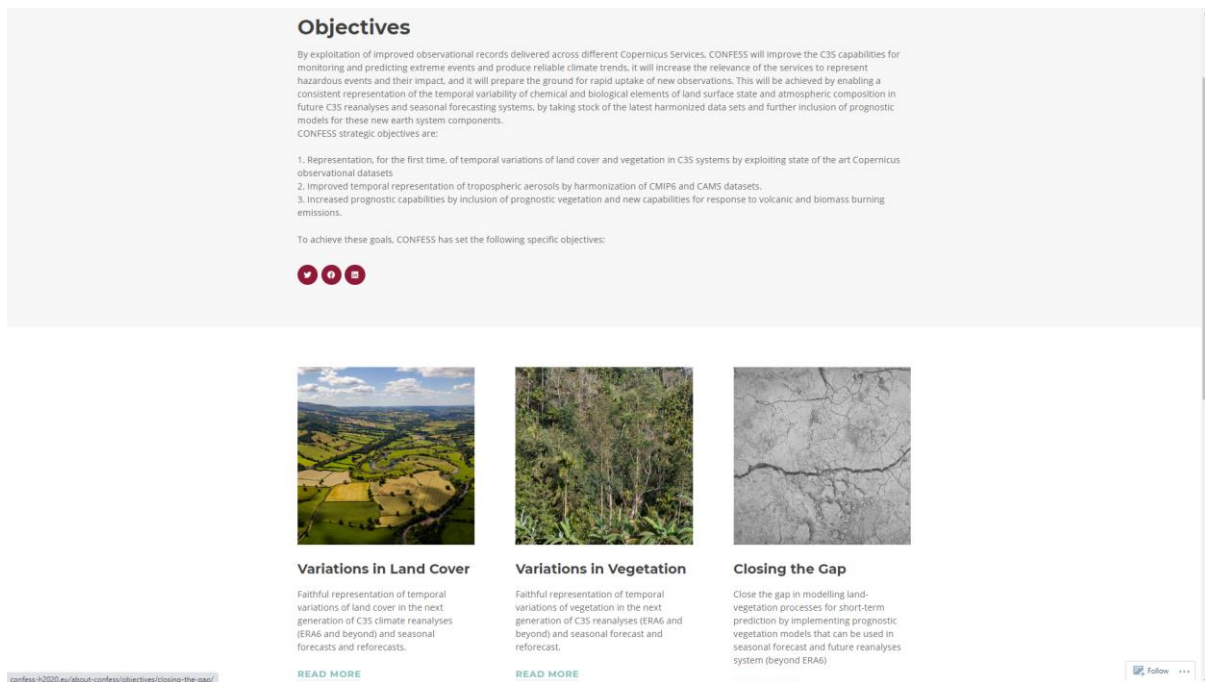 Objectives
By exploitation of improved observational records delivered across different Copernicus Services, CONFESS will improve the C3S capabilities for
monitoring and predicting extreme events and produce reliable climate trends, it will increase the relevance of the services to represent
hazardous events and their impact, and it will prepare the ground for rapid uptake of new observations. This will be achieved by enabling a
consistent representation of the temporal variability of chemical and biological elements of land surface state and atmospheric composition in
future C3S reanalyses and seasonal forecasting systems, by taking stock of the latest harmonized data sets and further inclusion of prognostic
models for these new earth system components.
CONFESS strategic objectives are:
1. Representation, for the first time, of temporal variations of land cover and vegetation in C3S systems by exploiting state of the art Copernicus
observational datasets
2. Improved temporal representation of tropospheric aerosols by harmonization of CMIP6 and CAMS datasets.
3. Increased prognostic capabilities by inclusion of prognostic vegetation and new capabilities for response to volcanic and biomass burning
emissions.
To achieve these goals, CONFESS has set the following specific objectives:
Variations in Land Cover
Faithful representation of temporal
variations of land cover in the next
generation of C3S climate reanalyses
(ERA6 and beyond) and seasonal
forecasts and reforecasts.
READ MORE
Variations in Vegetation
Faithful representation of temporal
variations of vegetation in the next
generation of C3S reanalyses (ERA6 and
beyond) and seasonal forecast and
reforecast.
READ MORE
Closing the Gap
Close the gap in modelling land-
vegetation processes for short-term
prediction by implementing prognostic
vegetation models that can be used in
seasonal forecast and future reanalyses
system (beyond ERA6)
Follow
confess-h2020.eu/about-confess/objectives/closing-the-gap/